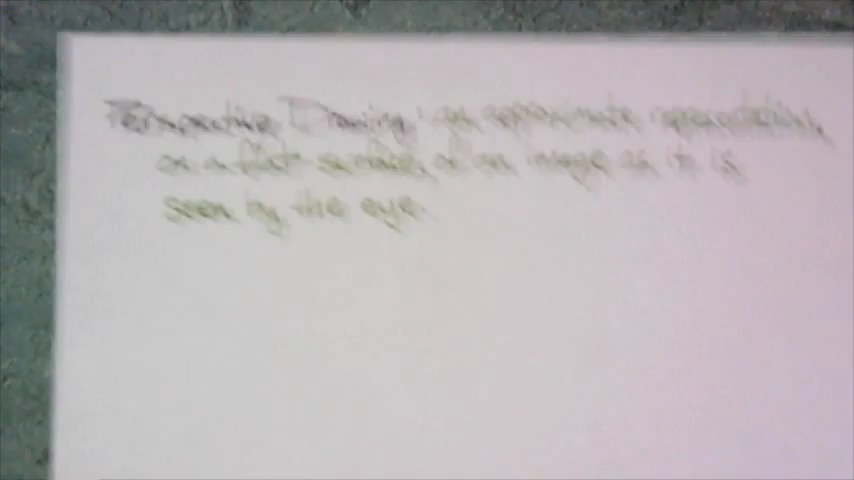 Perspective Drawing: an approximate representation,
on a flat surface, of an image as it is
seen by the eye.